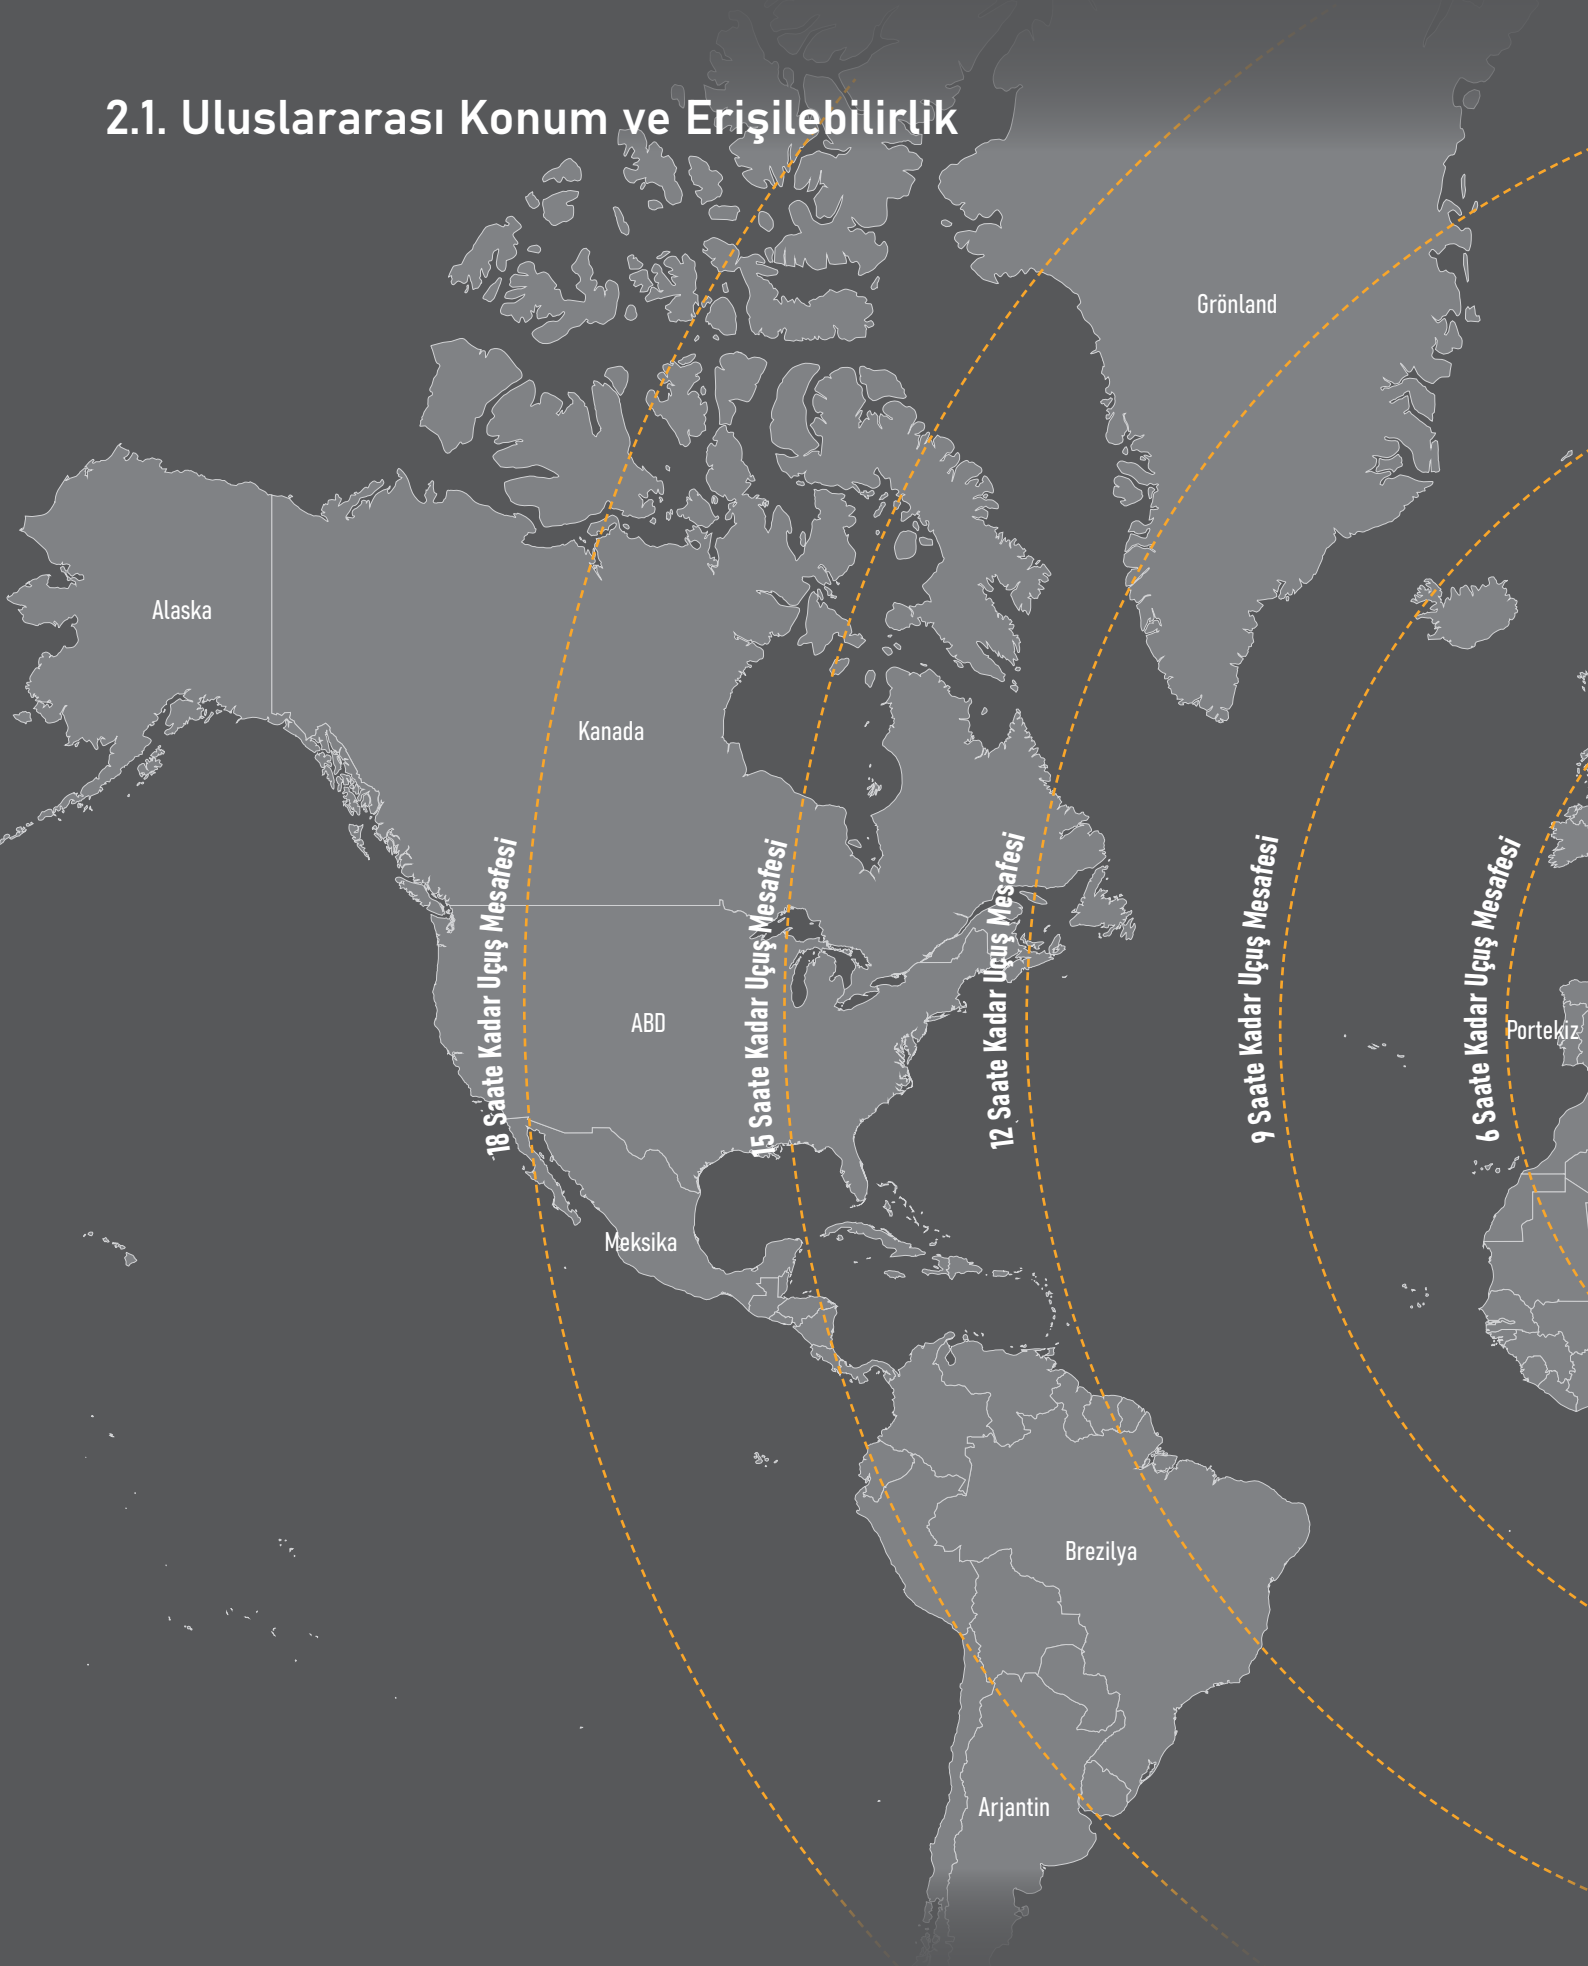 2.1. Uluslararası Konum ve Erişilebilirlik
Grönland
Alaska
Kanada
18 Saate Kadar Uçuş Mesafesi
15 Saate Kadar Uçuş Mesafesi
12 Saate Kadar Uçuş Mesafesi
9 Saate Kadar Uçuş Mesafesi
6 Saate Kadar Uçuş Mesafesi
ABD
Portekiz
Meksika
Brezilya
Arjantin